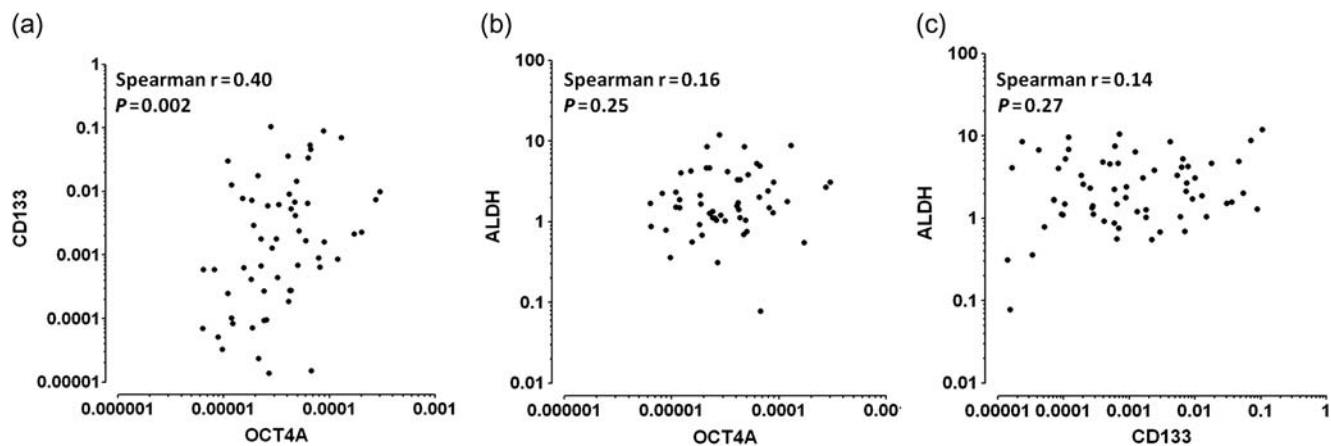 (a)
1
0.1
0.01
0.001
0.0001
0.00001
CD133
Spearman r=0.40
P=0.002
0.000001 0.00001 0.0001 0.001
OCT4A
(b)
100
10
1
0.1
0.01
ALDH
Spearman r=0.16
P=0.25
0.000001 0.00001 0.0001 0.00
OCT4A
(c)
100
10
1
0.1
0.01
ALDH
Spearman r=0.14
P=0.27
0.0001 0.001 0.01 0.1 1
CD133